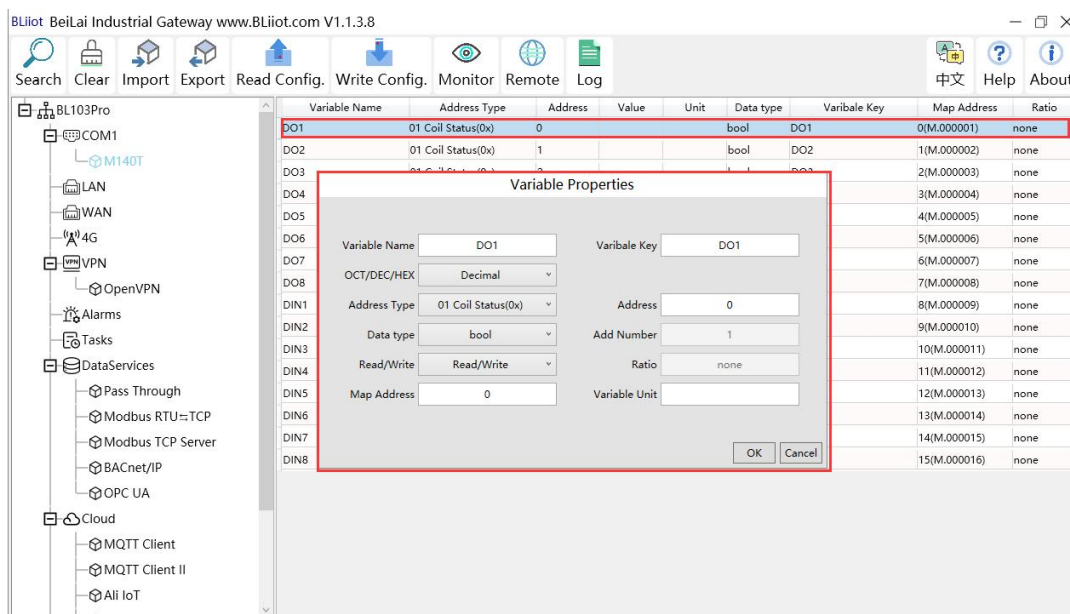 BLiiot BeiLai Industrial Gateway www.BLiiot.com V1.1.3.8
Search Clear Import Export Read Config. Write Config. Monitor Remote Log 中文 Help About
BL103Pro
COM1
M140T
LAN
WAN
4G
VPN VPN
OpenVPN
Alarms
Tasks
DataServices
Pass Through
Modbus RTU⇆TCP
Modbus TCP Server
BACnet/IP
OPC UA
Cloud
MQTT Client
MQTT Client II
Ali IoT
Variable Name Address Type Address Value Unit Data type Varibale Key Map Address Ratio
DO1 01 Coil Status(0x) 0 bool DO1 0(M.000001) none
DO2 01 Coil Status(0x) 1 bool DO2 1(M.000002) none
DO3 2(M.000003) none
DO4 3(M.000004) none
DO5 4(M.000005) none
DO6 5(M.000006) none
DO7 6(M.000007) none
DO8 7(M.000008) none
DIN1 8(M.000009) none
DIN2 9(M.000010) none
DIN3 10(M.000011) none
DIN4 11(M.000012) none
DIN5 12(M.000013) none
DIN6 13(M.000014) none
DIN7 14(M.000015) none
DIN8 15(M.000016) none
Variable Properties
Variable Name DO1 Varibale Key DO1
OCT/DEC/HEX Decimal
Address Type 01 Coil Status(0x) Address 0
Data type bool Add Number 1
Read/Write Read/Write Ratio none
Map Address 0 Variable Unit
OK Cancel